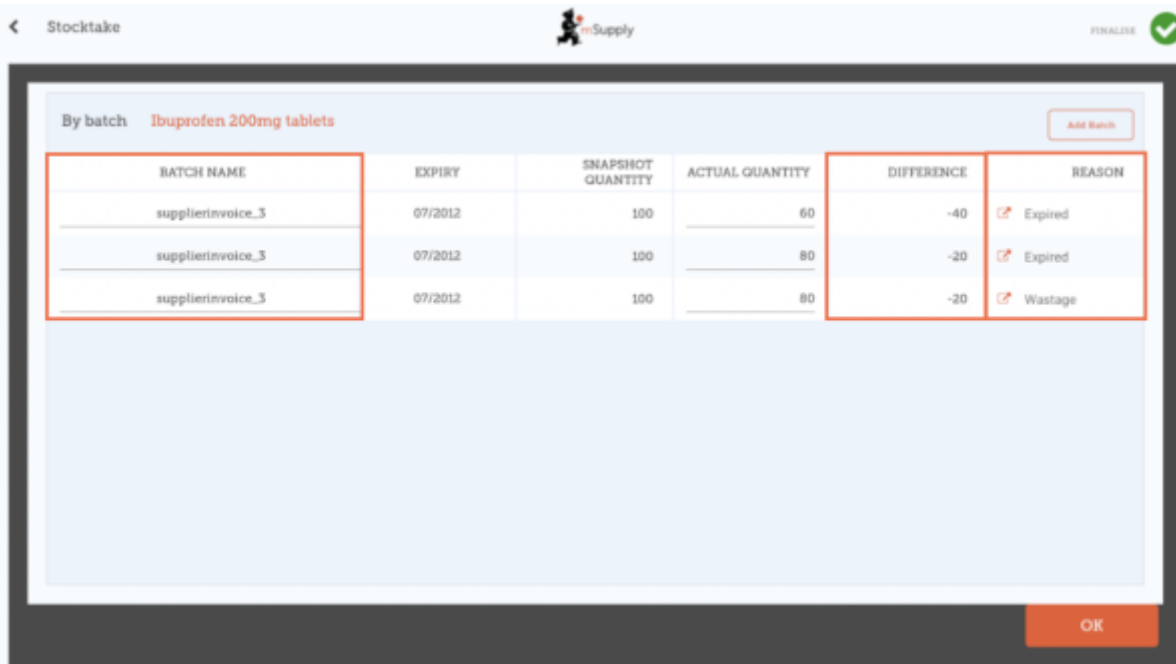 Stocktake
mSupply
FINALISE
By batch Ibuprofen 200mg tablets
Add Batch
BATCH NAME EXPIRY SNAPSHOT QUANTITY ACTUAL QUANTITY DIFFERENCE REASON
supplierinvoice_3 07/2012 100 60 -40 Expired
supplierinvoice_3 07/2012 100 80 -20 Expired
supplierinvoice_3 07/2012 100 80 -20 Wastage
OK